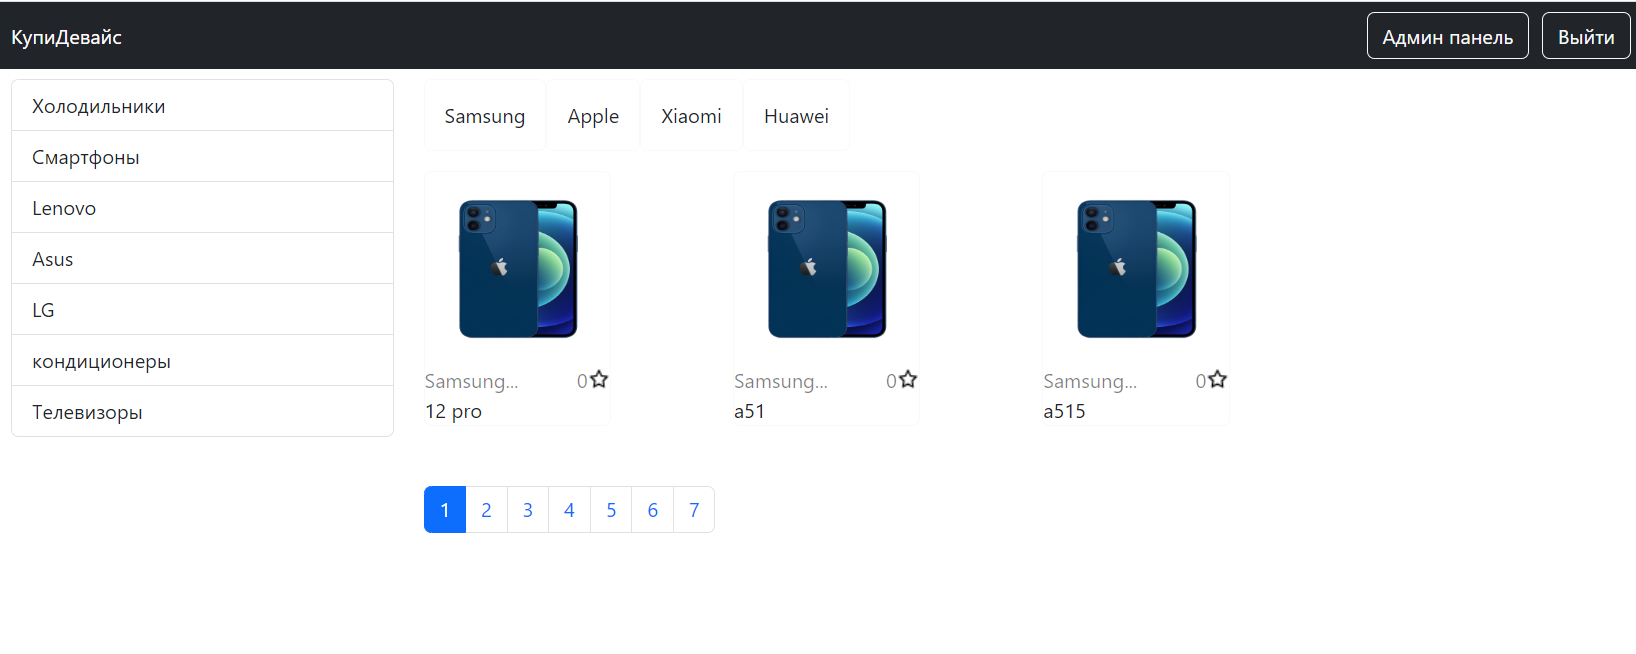 КупиДевайс
Админ панель
Выйти
Холодильники
Смартфоны
Lenovo
Asus
LG
кондиционеры
Телевизоры
Samsung Apple Xiaomi Huawei
Samsung... 0
12 pro
Samsung... 0
a51
Samsung... 0
a515
1 2 3 4 5 6 7